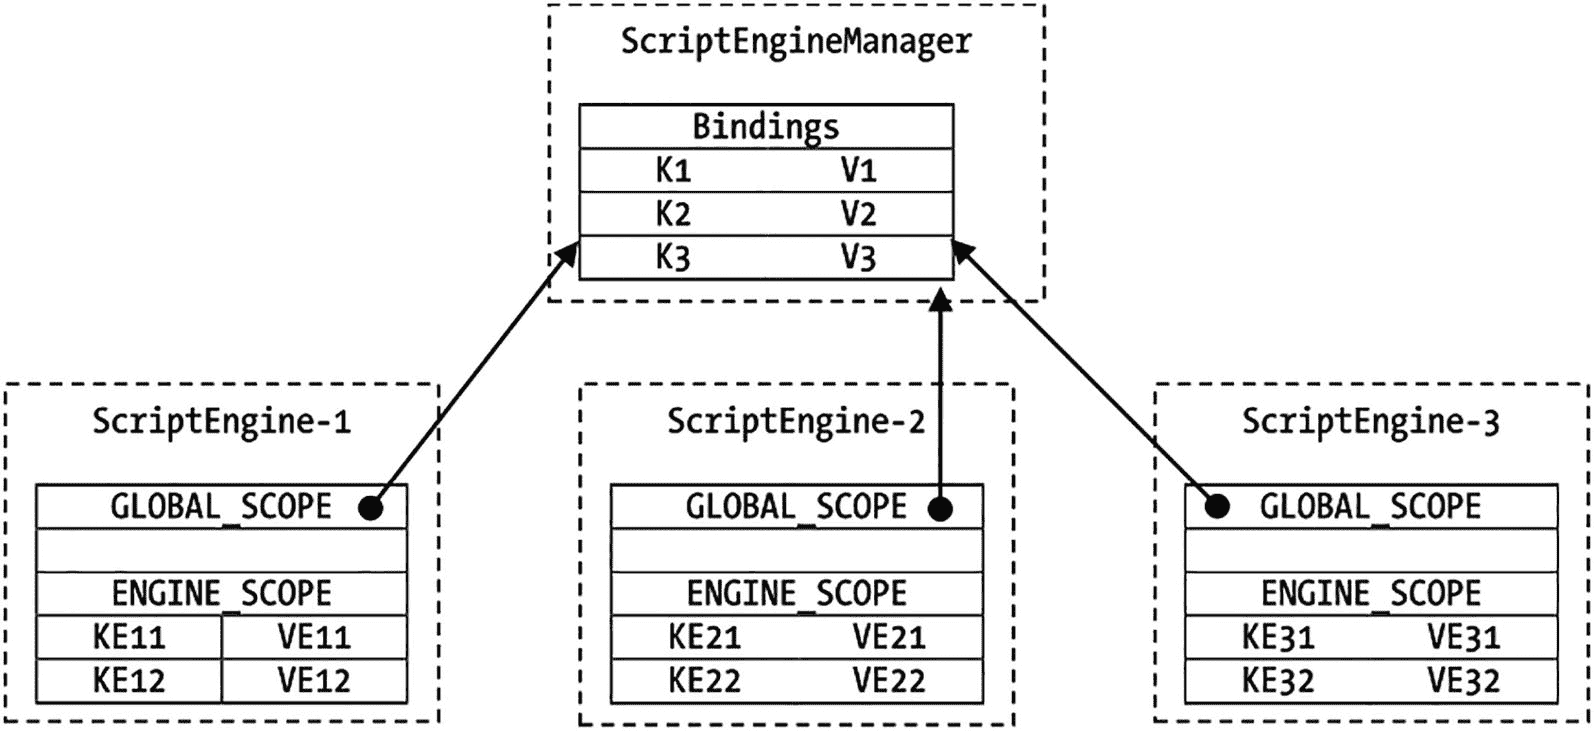 ScriptEngineManager
Bindings
K1 V1
K2 V2
K3 V3
ScriptEngine-1
GLOBAL_SCOPE
ENGINE_SCOPE
KE11 VE11
KE12 VE12
ScriptEngine-2
GLOBAL_SCOPE
ENGINE_SCOPE
KE21 VE21
KE22 VE22
ScriptEngine-3
GLOBAL_SCOPE
ENGINE_SCOPE
KE31 VE31
KE32 VE32